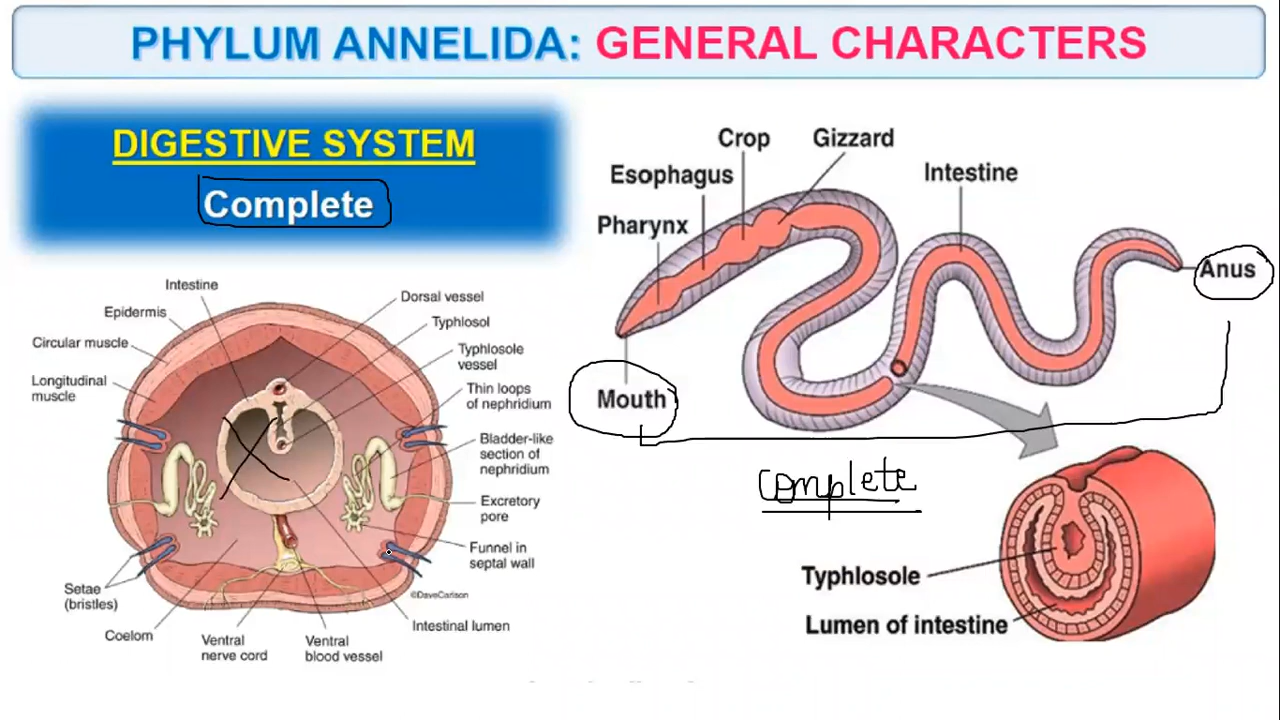 PHYLUM ANNELIDA: GENERAL CHARACTERS
DIGESTIVE SYSTEM
Complete
Crop
Gizzard
Esophagus
Intestine
Pharynx
Anus
Mouth
complete
Typhlosole
Lumen of intestine
Intestine
Epidermis
Circular muscle
Longitudinal
muscle
Setae
(bristles)
Coelom
Ventral
nerve cord
Ventral
blood vessel
Dorsal vessel
Typhlosol
Typhlosole
vessel
Thin loops
of nephridium
Bladder-like
section of
nephridium
Excretory
pore
Funnel in
septal wall
©DaveCarlson
Intestinal lumen